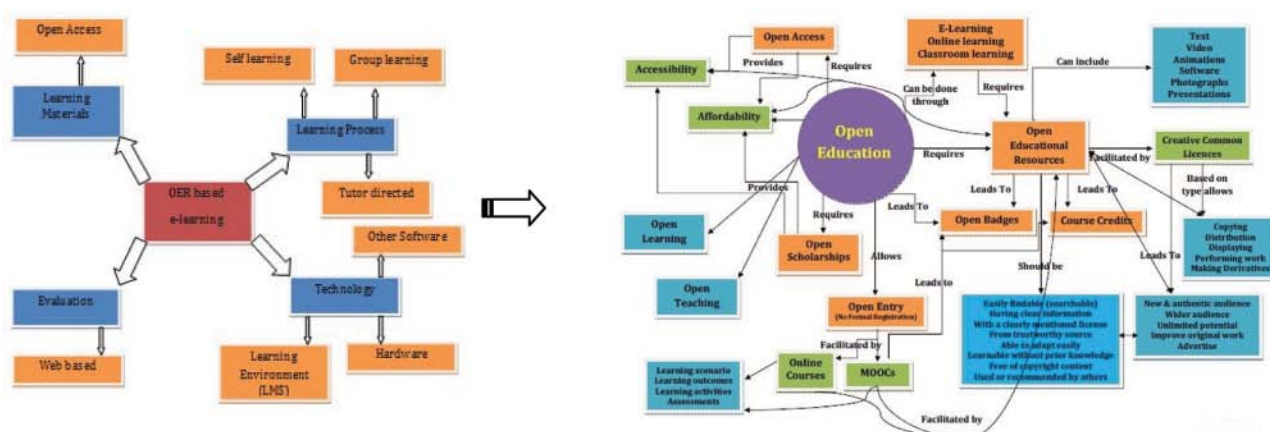 Open Access
Self learning
Group learning
Learning
Materials
Learning Process
OER based
e-learning
Tutor directed
Other Software
Evaluation
Technology
Web based
Learning
Environment
(LMS)
Hardware
Open Access
E-Learning
Online learning
Classroom learning
Text
Video
Animations
Software
Photographs
Presentations
Provides
Requires
Can include
Accessibility
Can be done
through
Requires
Affordability
Open
Education
Requires
Open
Educational
Resources
Facilitated by
Creative Common
Licences
Based on
type allows
Provides
Requires
Leads To
Leads To
Leads To
Open Badges
Course Credits
Open
Learning
Open
Scholarships
Copying
Distribution
Displaying
Performing work
Making Derivatives
Allows
Should be
Leads To
Open
Teaching
Leads to
Open Entry
(No Formal Registration)
Easily findable (searchable)
Having clear information
With a clearly mentioned license
From trustworthy source
Able to adapt easily
Learnable without prior knowledge
Free of copyright content
Used or recommended by others
New & authentic audience
Wider audience
Unlimited potential
Improve original work
Advertise
Facilitated by
Learning scenario
Learning outcomes
Learning activities
Assessments
Online
Courses
MOOCs
Facilitated by